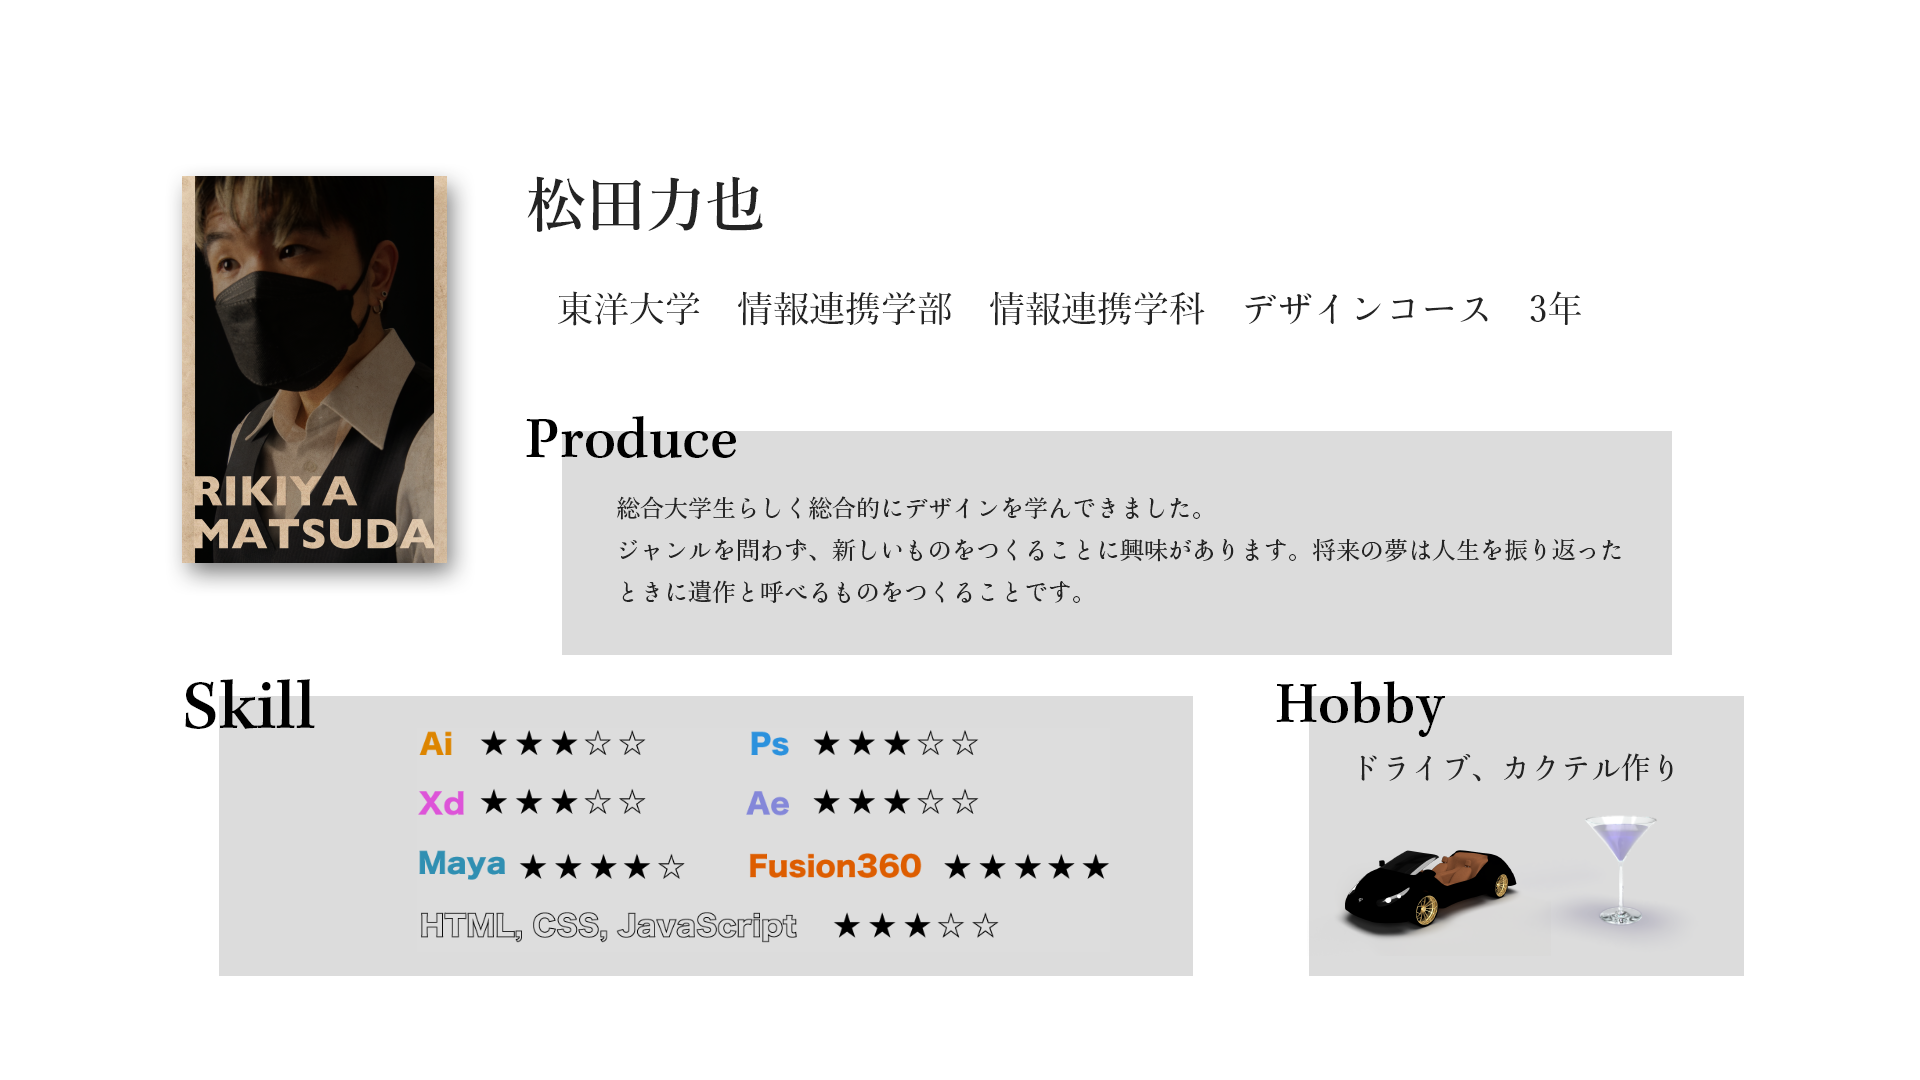 松田力也
東洋大学　情報連携学部　情報連携学科　デザインコース　3年
RIKIYA
MATSUDA
Produce
総合大学生らしく総合的にデザインを学んできました。
ジャンルを問わず、新しいものをつくることに興味があります。将来の夢は人生を振り返った
ときに遺作と呼べるものをつくることです。
Skill
Ai ★★★☆☆ Ps ★★★☆☆
Xd ★★★☆☆ Ae ★★★☆☆
Maya ★★★★☆ Fusion360 ★★★★★
HTML, CSS, JavaScript ★★★☆☆
Hobby
ドライブ、カクテル作り